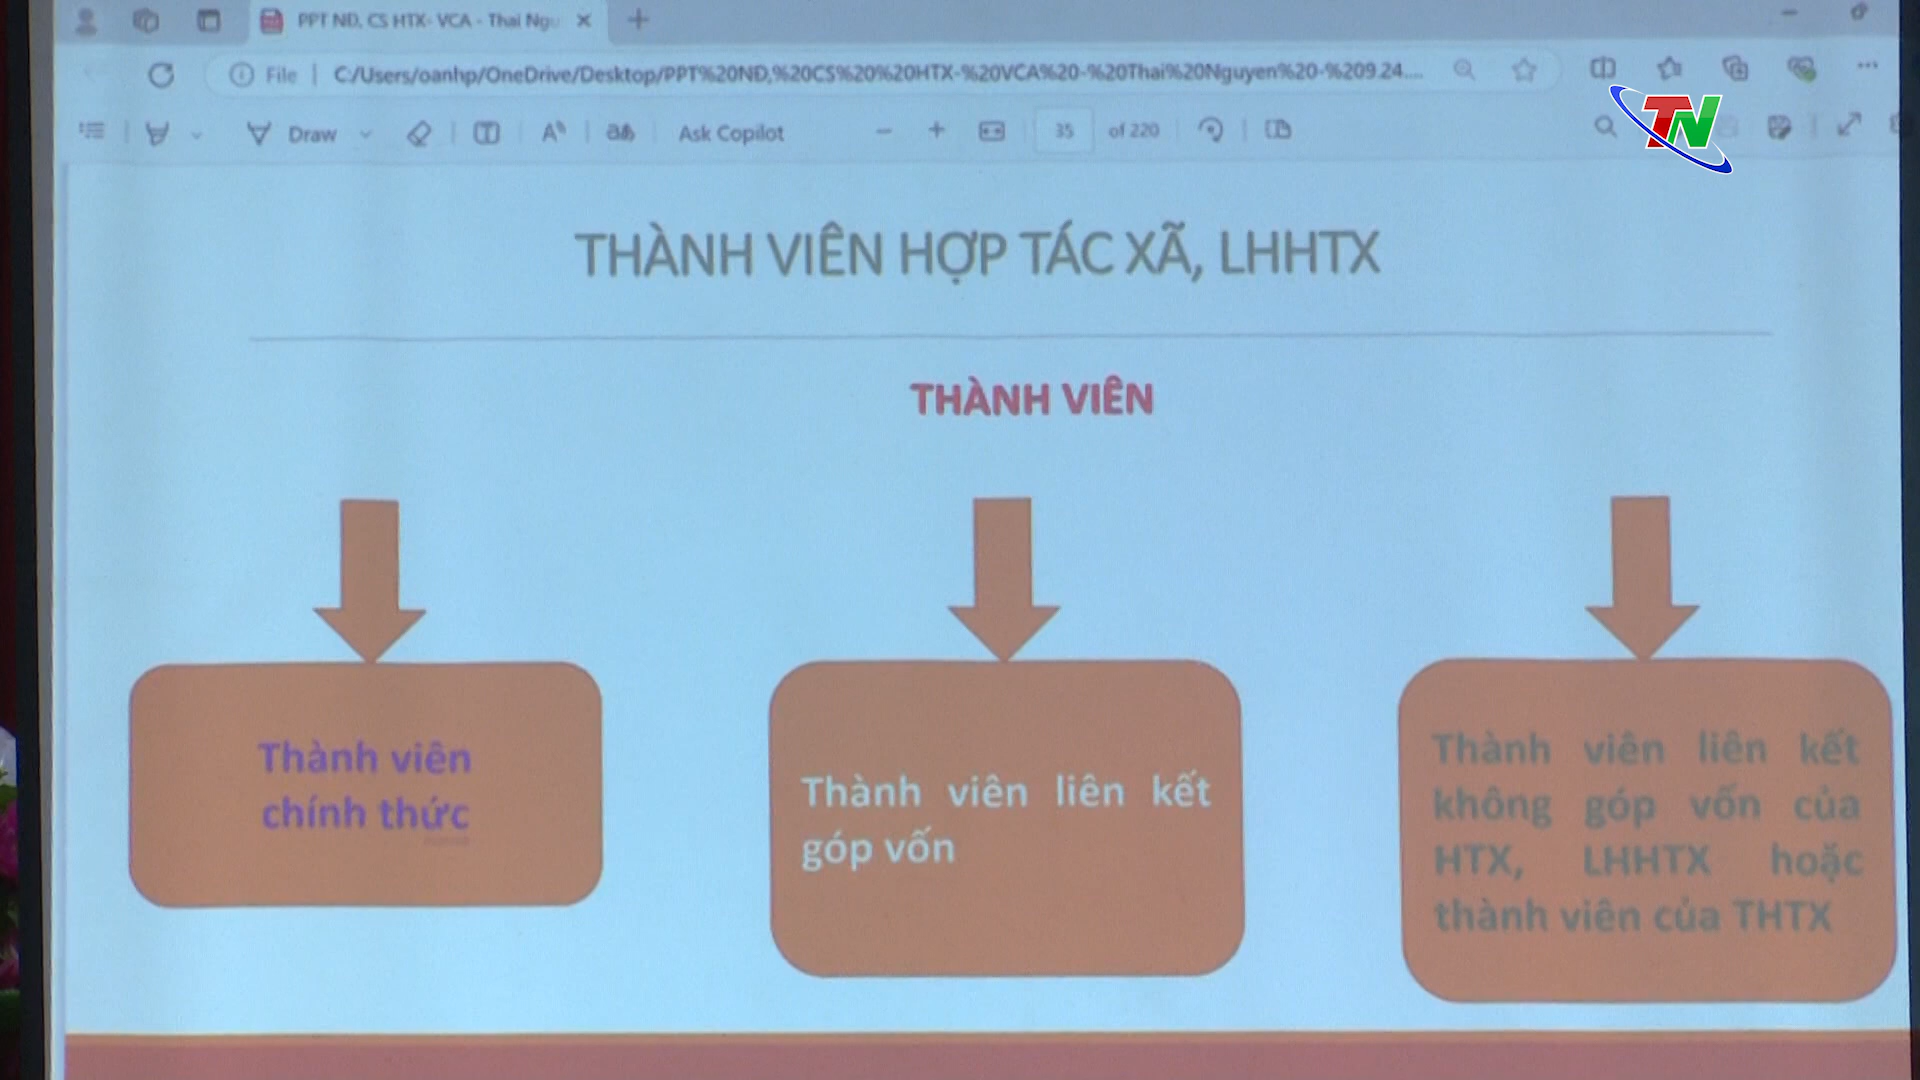 PPT NĐ, CS HTX- VCA - Thai Ngu
File | C:/Users/oanhp/OneDrive/Desktop/PPT%20NĐ,%20CS%20%20HTX-%20VCA%20-%20Thai%20Nguyen%20-%209.24....
Draw Ask Copilot 35 of 220
TN
THÀNH VIÊN HỢP TÁC XÃ, LHHTX
THÀNH VIÊN
Thành viên
chính thức
Thành viên liên kết
góp vốn
Thành viên liên kết
không góp vốn của
HTX, LHHTX hoặc
thành viên của THTX